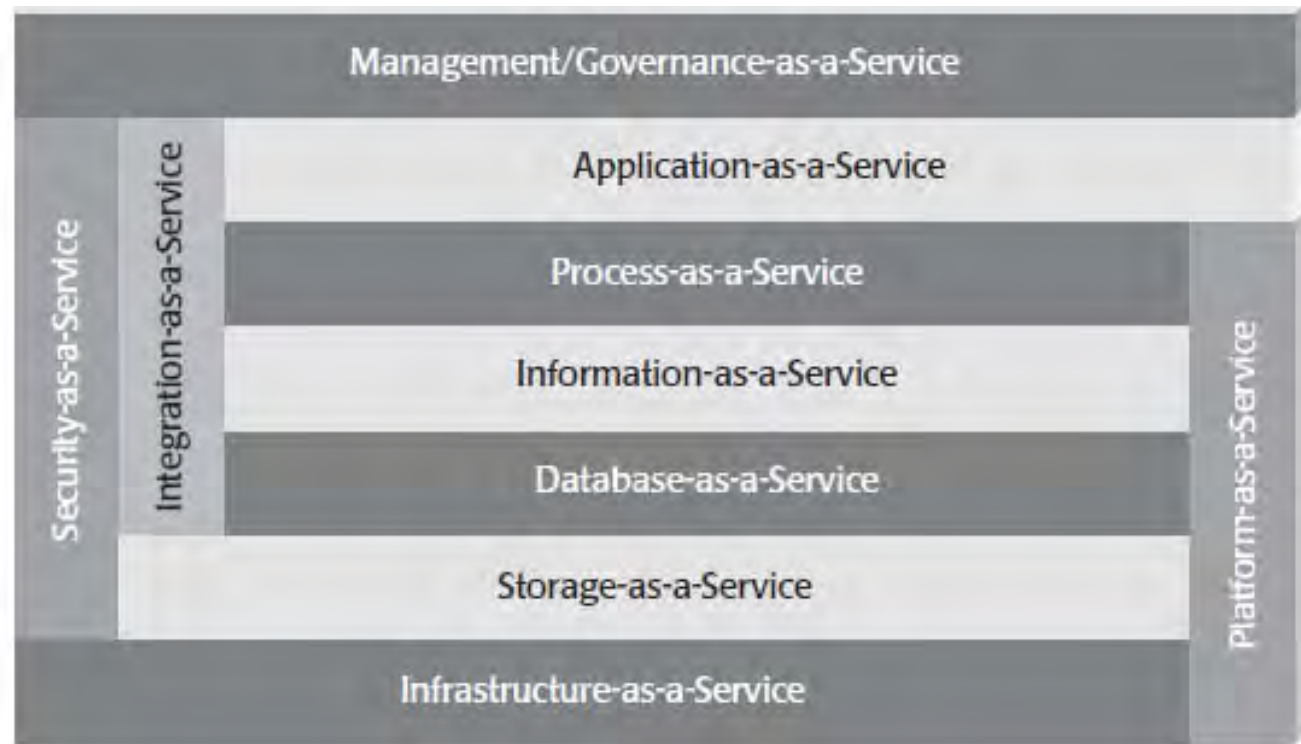 Management/Governance-as-a-Service
Security-as-a-Service
Integration-as-a-Service
Application-as-a-Service
Process-as-a-Service
Information-as-a-Service
Database-as-a-Service
Storage-as-a-Service
Platform-as-a-Service
Infrastructure-as-a-Service